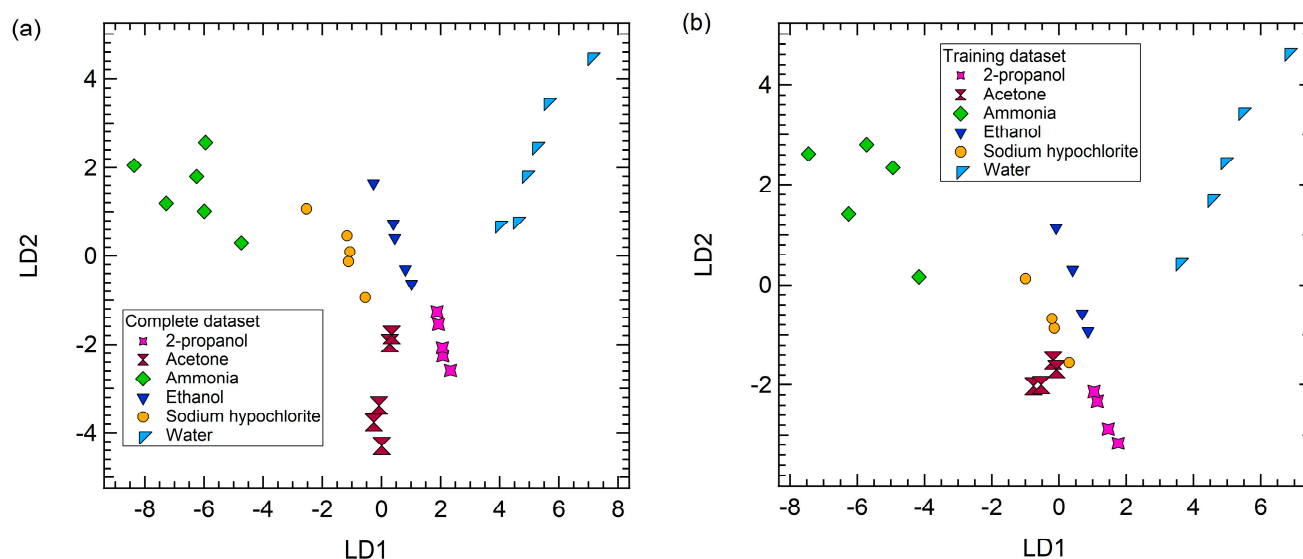 (a)
4
2
0
-2
-4
LD2
Complete dataset
2-propanol
Acetone
Ammonia
Ethanol
Sodium hypochlorite
Water
-8 -6 -4 -2 0 2 4 6 8
LD1
(b)
4
2
0
-2
LD2
Training dataset
2-propanol
Acetone
Ammonia
Ethanol
Sodium hypochlorite
Water
-8 -6 -4 -2 0 2 4 6
LD1